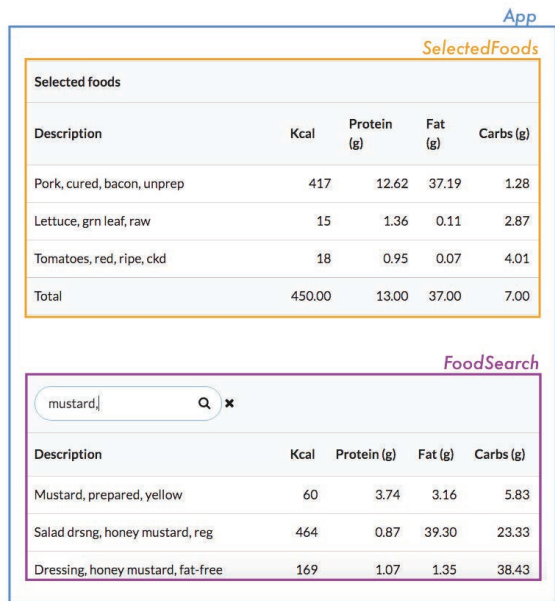 App
SelectedFoods
Selected foods
Description Kcal Protein (g) Fat (g) Carbs (g)
Pork, cured, bacon, unprep 417 12.62 37.19 1.28
Lettuce, grn leaf, raw 15 1.36 0.11 2.87
Tomatoes, red, ripe, ckd 18 0.95 0.07 4.01
Total 450.00 13.00 37.00 7.00
FoodSearch
mustard,
Description Kcal Protein (g) Fat (g) Carbs (g)
Mustard, prepared, yellow 60 3.74 3.16 5.83
Salad drsng, honey mustard, reg 464 0.87 39.30 23.33
Dressing, honey mustard, fat-free 169 1.07 1.35 38.43